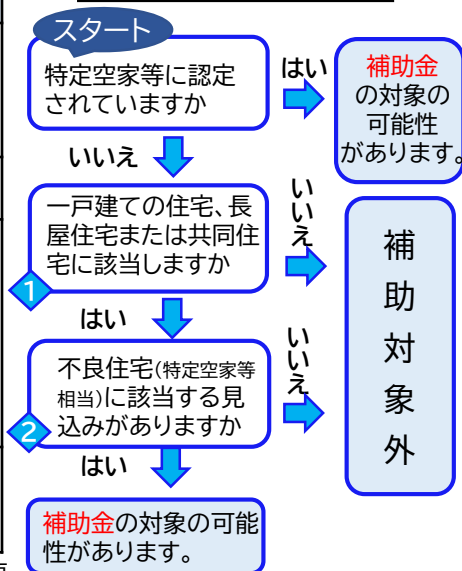 スタート
特定空家等に認定
されていますか
はい
補助金
の対象の
可能性
があります。
いいえ
一戸建ての住宅、長
屋住宅または共同住
宅に該当しますか
1
いいえ
補助対象外
はい
不良住宅(特定空家等
相当)に該当する見
込みがありますか
2
いいえ
はい
補助金の対象の可能
性があります。